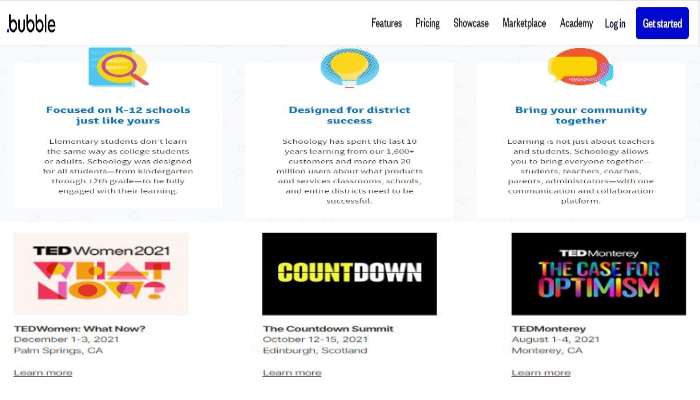 .bubble
Features Pricing Showcase Marketplace Academy Log in Get started
Focused on K-12 schools
just like yours
Elementary students don't learn
the same way as college students
or adults. Schoology was designed
for all students—from kindergarten
through 12th grade—to be fully
engaged with their learning.
Designed for district
success
Schoology has spent the last 10
years learning from our 1,600+
customers and more than 20
million users about what products
and services classrooms, schools,
and entire districts need to be
successful.
Bring your community
together
Learning is not just about teachers
and students. Schoology allows
you to bring everyone together—
students, teachers, coaches,
parents, administrators—with one
communication and collaboration
platform.
TEDWomen2021
WHAT
NOW?
TEDWomen: What Now?
December 1-3, 2021
Palm Springs, CA
Learn more
COUNTDOWN
The Countdown Summit
October 12-15, 2021
Edinburgh, Scotland
Learn more
TEDMonterey
THE CASE FOR
OPTIMISM
TEDMonterey
August 1-4, 2021
Monterey, CA
Learn more